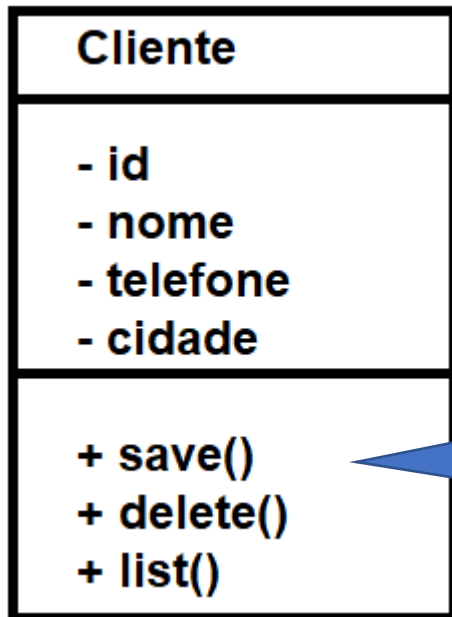 Cliente
- id
- nome
- telefone
- cidade
+ save()
+ delete()
+ list()